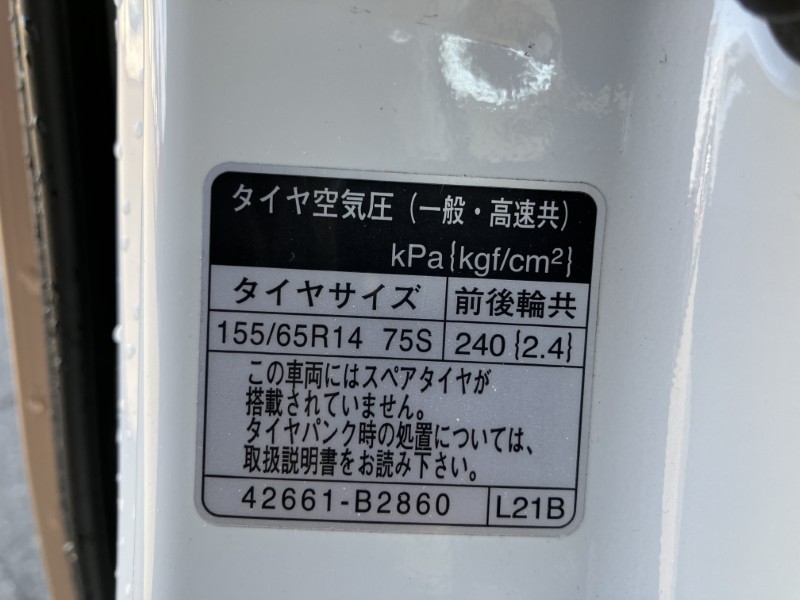 タイヤ空気圧（一般・高速共）
kPa{kgf/cm²}
タイヤサイズ 前後輪共
155/65R14 75S 240{2.4}
この車両にはスペアタイヤが
搭載されていません。
タイヤパンク時の処置については、
取扱説明書をお読み下さい。
42661-B2860 L21B